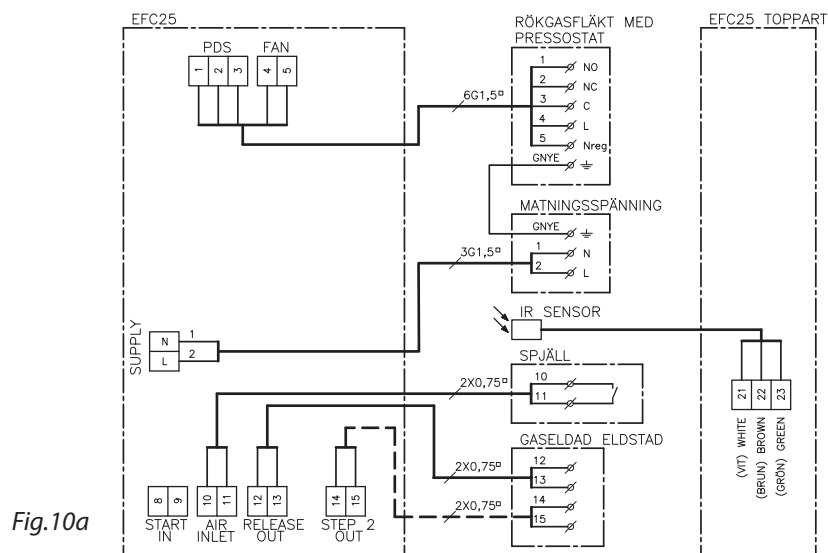 EFC25
PDS FAN
1 2 3 4 5
6G1,5¤
RÖKGASFLÄKT MED
PRESSOSTAT
1 NO
2 NC
3 C
4 L
5 Nreg
GNYE
MATNINGSSPÄNNING
GNYE
1 N
2 L
3G1,5¤
SUPPLY
N 1
L 2
IR SENSOR
SPJÄLL
10
11
2X0,75¤
GASELDAD ELDSTAD
12
13
14
15
2X0,75¤
2X0,75¤
8 9 10 11 12 13 14 15
START IN
AIR INLET
RELEASE OUT
STEP 2 OUT
EFC25 TOPPART
21 22 23
(VIT) WHITE
(BRUN) BROWN
(GRÖN) GREEN
Fig.10a